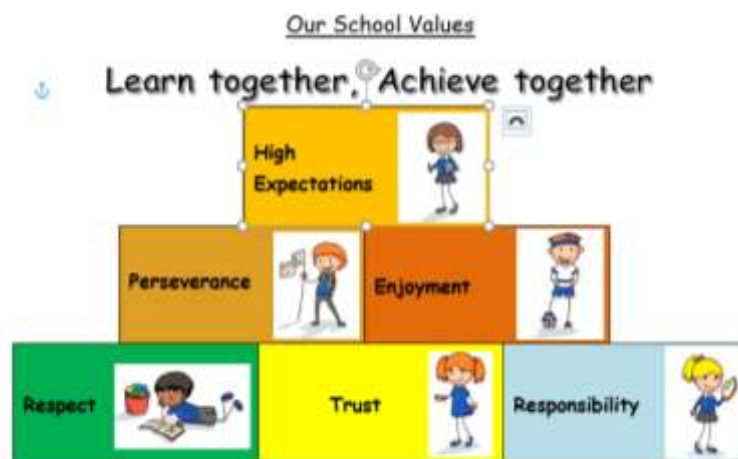 Our School Values
Learn together, Achieve together
High
Expectations
Perseverance
Enjoyment
Respect
Trust
Responsibility